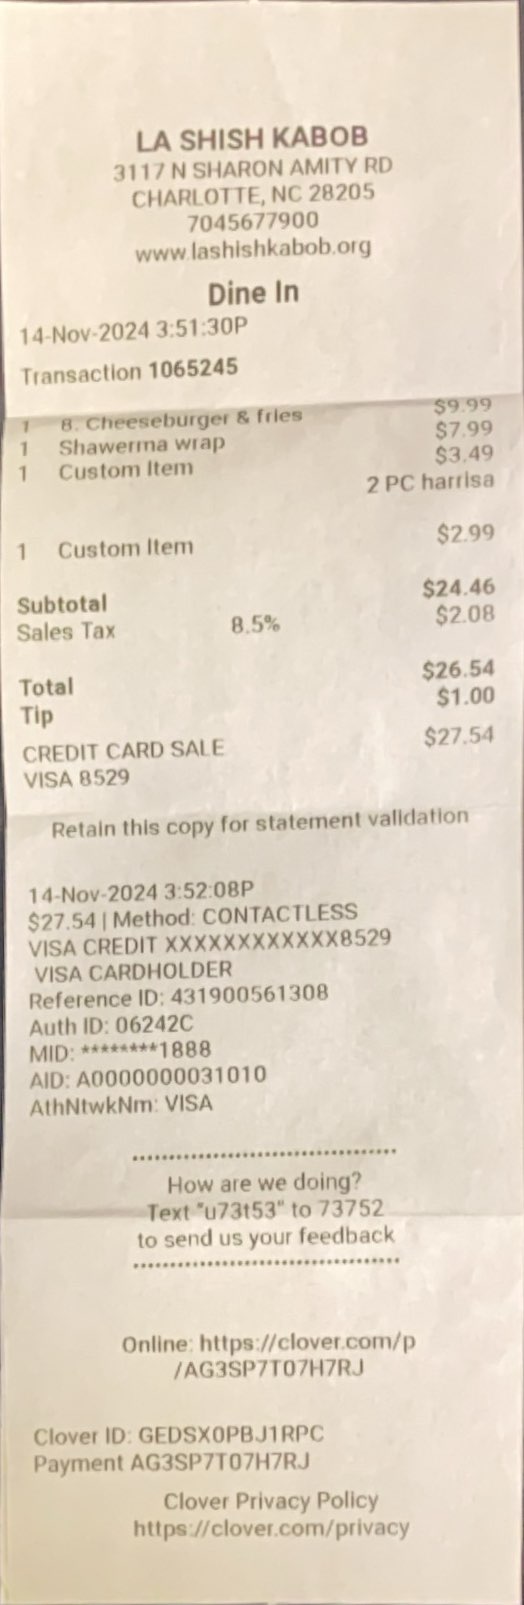 LA SHISH KABOB
3117 N SHARON AMITY RD
CHARLOTTE, NC 28205
7045677900
www.lashishkabob.org
Dine In
14-Nov-2024 3:51:30P
Transaction 1065245
1 8. Cheeseburger & fries $9.99
1 Shawerma wrap $7.99
1 Custom Item $3.49
2 PC harrisa
1 Custom Item $2.99
Subtotal $24.46
Sales Tax 8.5% $2.08
Total $26.54
Tip $1.00
CREDIT CARD SALE $27.54
VISA 8529
Retain this copy for statement validation
14-Nov-2024 3:52:08P
$27.54 | Method: CONTACTLESS
VISA CREDIT XXXXXXXXXXXX8529
VISA CARDHOLDER
Reference ID: 431900561308
Auth ID: 06242C
MID: ********1888
AID: A0000000031010
AthNtwkNm: VISA
How are we doing?
Text "u73t53" to 73752
to send us your feedback
Online: https://clover.com/p
/AG3SP7T07H7RJ
Clover ID: GEDSX0PBJ1RPC
Payment AG3SP7T07H7RJ
Clover Privacy Policy
https://clover.com/privacy